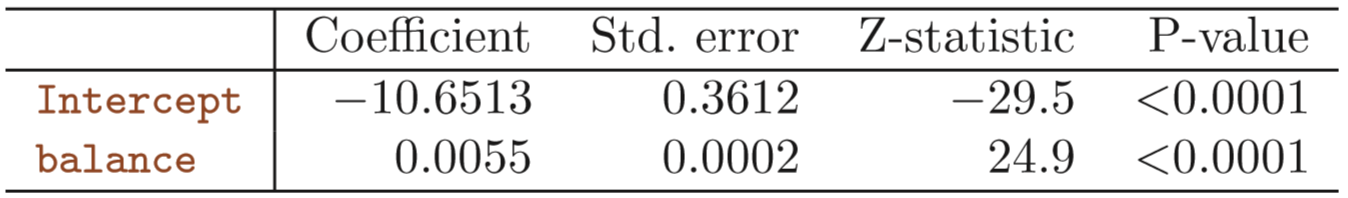 Coefficient Std. error Z-statistic P-value
Intercept −10.6513 0.3612 −29.5 <0.0001
balance 0.0055 0.0002 24.9 <0.0001